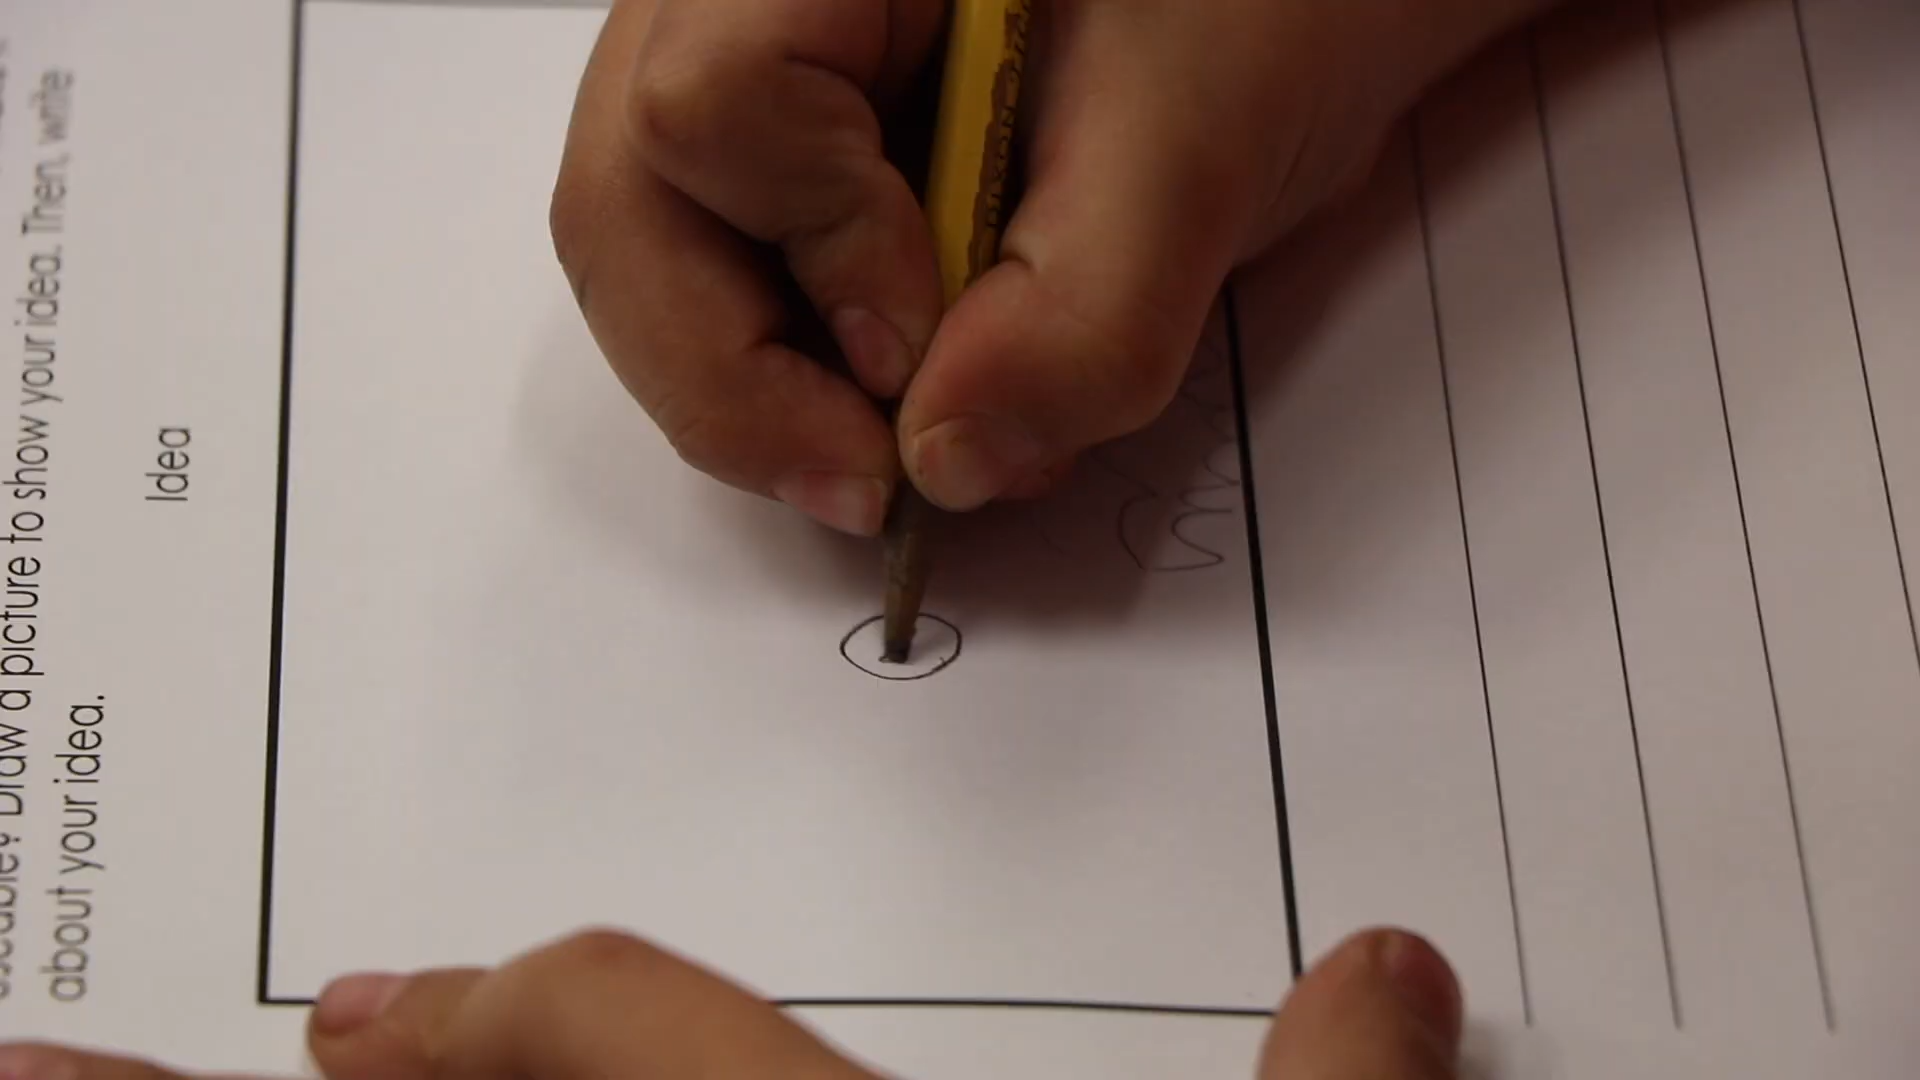 Draw a picture to show your idea. Then, write
about your idea.
Idea